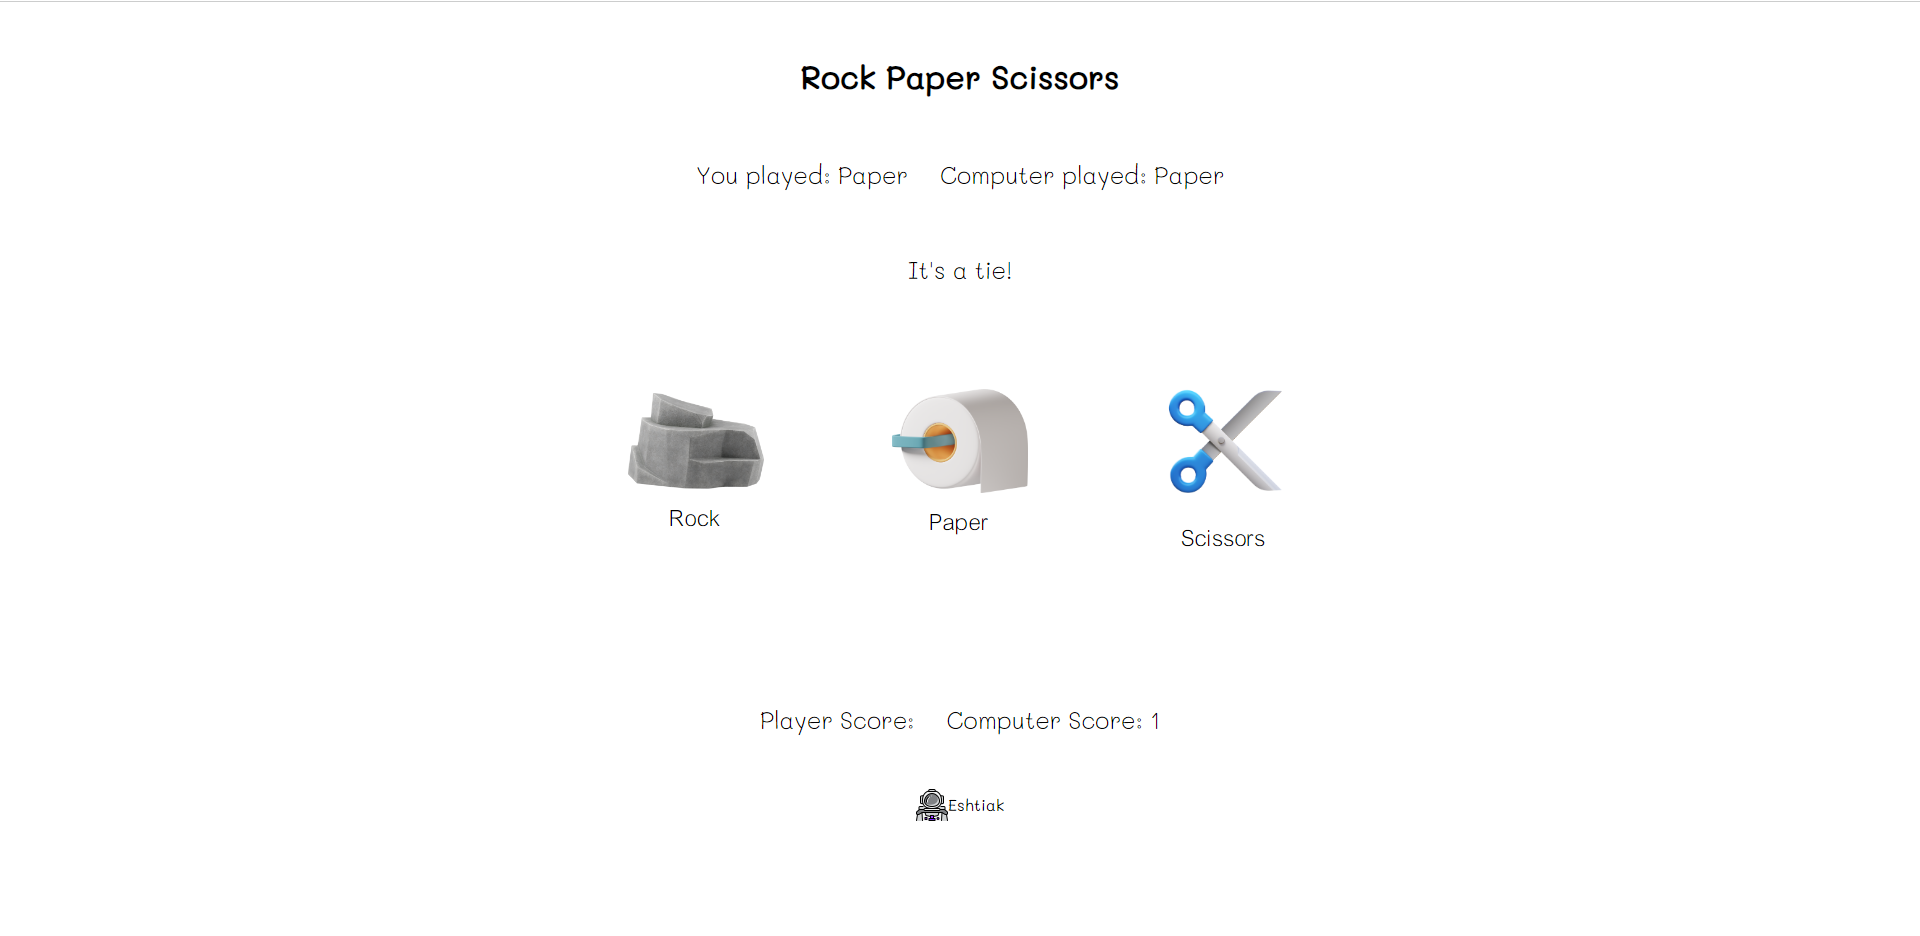 Rock Paper Scissors
You played: Paper Computer played: Paper
It's a tie!
Rock
Paper
Scissors
Player Score: Computer Score: 1
Eshtiak